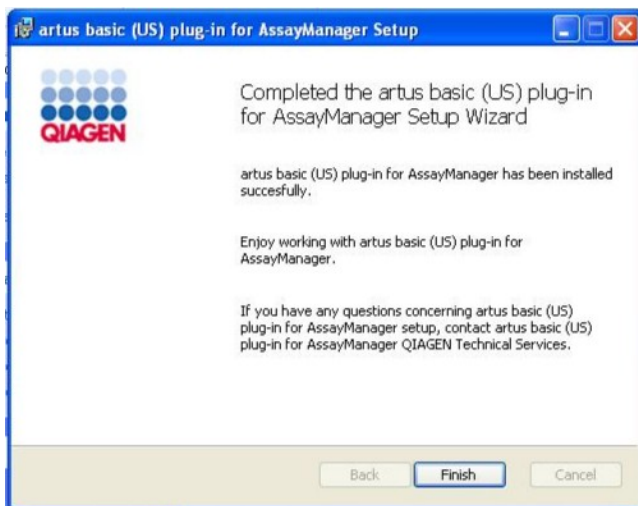 artus basic (US) plug-in for AssayManager Setup
QIAGEN
Completed the artus basic (US) plug-in
for AssayManager Setup Wizard
artus basic (US) plug-in for AssayManager has been installed
succesfully.
Enjoy working with artus basic (US) plug-in for
AssayManager.
If you have any questions concerning artus basic (US)
plug-in for AssayManager setup, contact artus basic (US)
plug-in for AssayManager QIAGEN Technical Services.
Back Finish Cancel